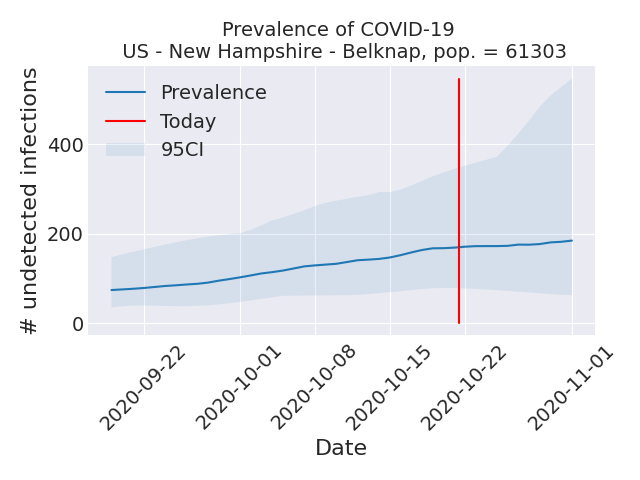 Prevalence of COVID-19
US - New Hampshire - Belknap, pop. = 61303
# undetected infections
400
200
0
Prevalence
Today
95CI
2020-09-22
2020-10-01
2020-10-08
2020-10-15
2020-10-22
2020-11-01
Date